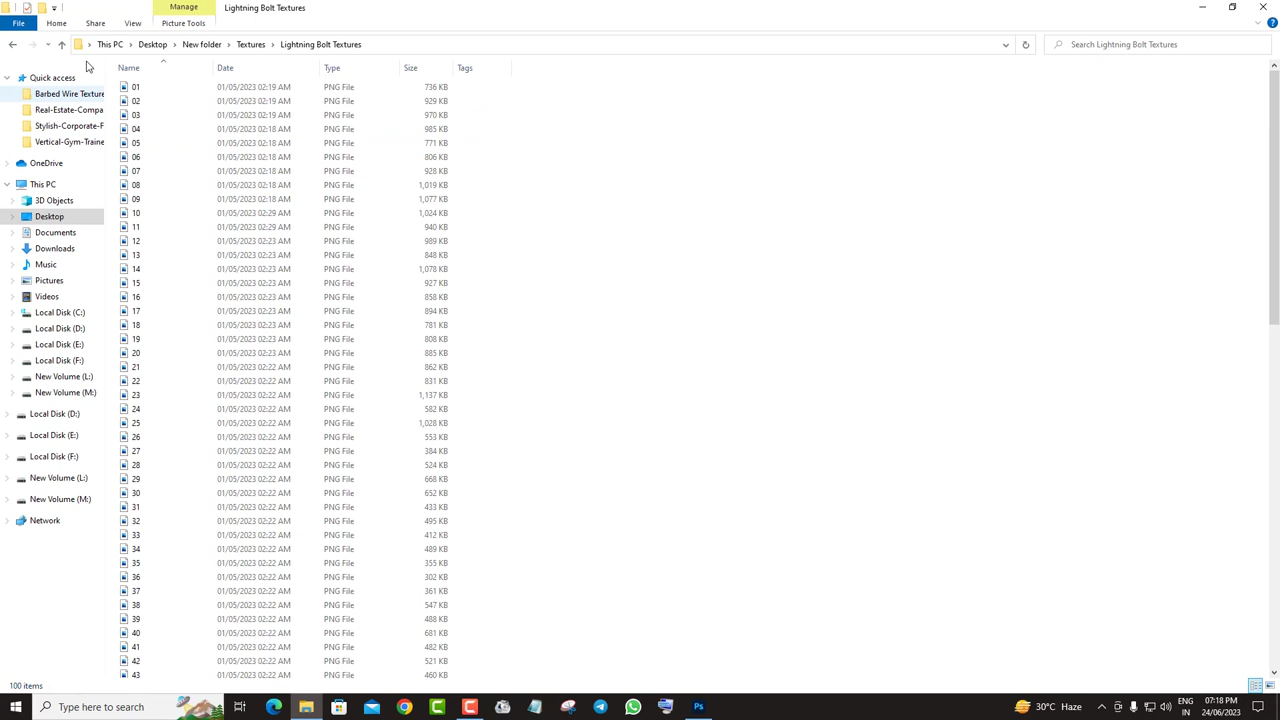 Manage
Lightning Bolt Textures
File
Home
Share
View
Picture Tools
This PC
Desktop
New folder
Textures
Lightning Bolt Textures
Search Lightning Bolt Textures
Name
Date
Type
Size
Tags
Quick access
Barbed Wire Texture
Real-Estate-Compa
Stylish-Corporate-F
Vertical-Gym-Traine
OneDrive
This PC
3D Objects
Desktop
Documents
Downloads
Music
Pictures
Videos
Local Disk (C:)
Local Disk (D:)
Local Disk (E:)
Local Disk (F:)
New Volume (L:)
New Volume (M:)
Local Disk (D:)
Local Disk (E:)
Local Disk (F:)
New Volume (L:)
New Volume (M:)
Network
01 01/05/2023 02:19 AM PNG File 736 KB
02 01/05/2023 02:19 AM PNG File 929 KB
03 01/05/2023 02:19 AM PNG File 970 KB
04 01/05/2023 02:18 AM PNG File 985 KB
05 01/05/2023 02:18 AM PNG File 771 KB
06 01/05/2023 02:18 AM PNG File 806 KB
07 01/05/2023 02:18 AM PNG File 928 KB
08 01/05/2023 02:18 AM PNG File 1,019 KB
09 01/05/2023 02:18 AM PNG File 1,077 KB
10 01/05/2023 02:29 AM PNG File 1,024 KB
11 01/05/2023 02:29 AM PNG File 940 KB
12 01/05/2023 02:23 AM PNG File 989 KB
13 01/05/2023 02:23 AM PNG File 848 KB
14 01/05/2023 02:23 AM PNG File 1,078 KB
15 01/05/2023 02:23 AM PNG File 927 KB
16 01/05/2023 02:23 AM PNG File 858 KB
17 01/05/2023 02:23 AM PNG File 894 KB
18 01/05/2023 02:23 AM PNG File 781 KB
19 01/05/2023 02:23 AM PNG File 808 KB
20 01/05/2023 02:23 AM PNG File 885 KB
21 01/05/2023 02:22 AM PNG File 862 KB
22 01/05/2023 02:22 AM PNG File 831 KB
23 01/05/2023 02:22 AM PNG File 1,137 KB
24 01/05/2023 02:22 AM PNG File 582 KB
25 01/05/2023 02:22 AM PNG File 1,028 KB
26 01/05/2023 02:22 AM PNG File 553 KB
27 01/05/2023 02:22 AM PNG File 384 KB
28 01/05/2023 02:22 AM PNG File 524 KB
29 01/05/2023 02:22 AM PNG File 668 KB
30 01/05/2023 02:22 AM PNG File 652 KB
31 01/05/2023 02:22 AM PNG File 433 KB
32 01/05/2023 02:22 AM PNG File 495 KB
33 01/05/2023 02:22 AM PNG File 412 KB
34 01/05/2023 02:22 AM PNG File 489 KB
35 01/05/2023 02:22 AM PNG File 355 KB
36 01/05/2023 02:22 AM PNG File 302 KB
37 01/05/2023 02:22 AM PNG File 361 KB
38 01/05/2023 02:22 AM PNG File 547 KB
39 01/05/2023 02:22 AM PNG File 488 KB
40 01/05/2023 02:22 AM PNG File 681 KB
41 01/05/2023 02:22 AM PNG File 482 KB
42 01/05/2023 02:22 AM PNG File 521 KB
43 01/05/2023 02:22 AM PNG File 460 KB
100 items
Type here to search
Ps
30°C Haze
ENG
IN
07:18 PM
24/06/2023